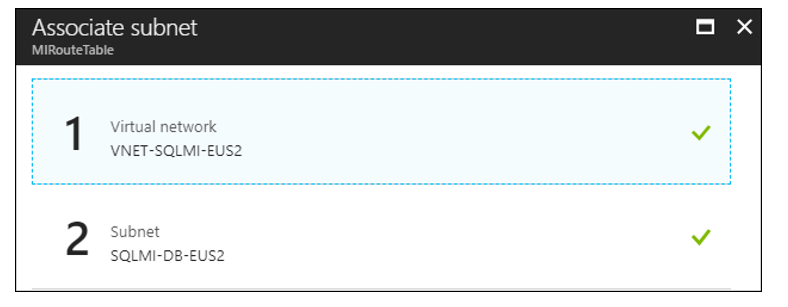 Associate subnet
MIRouteTable
1
Virtual network
VNET-SQLMI-EUS2
2
Subnet
SQLMI-DB-EUS2